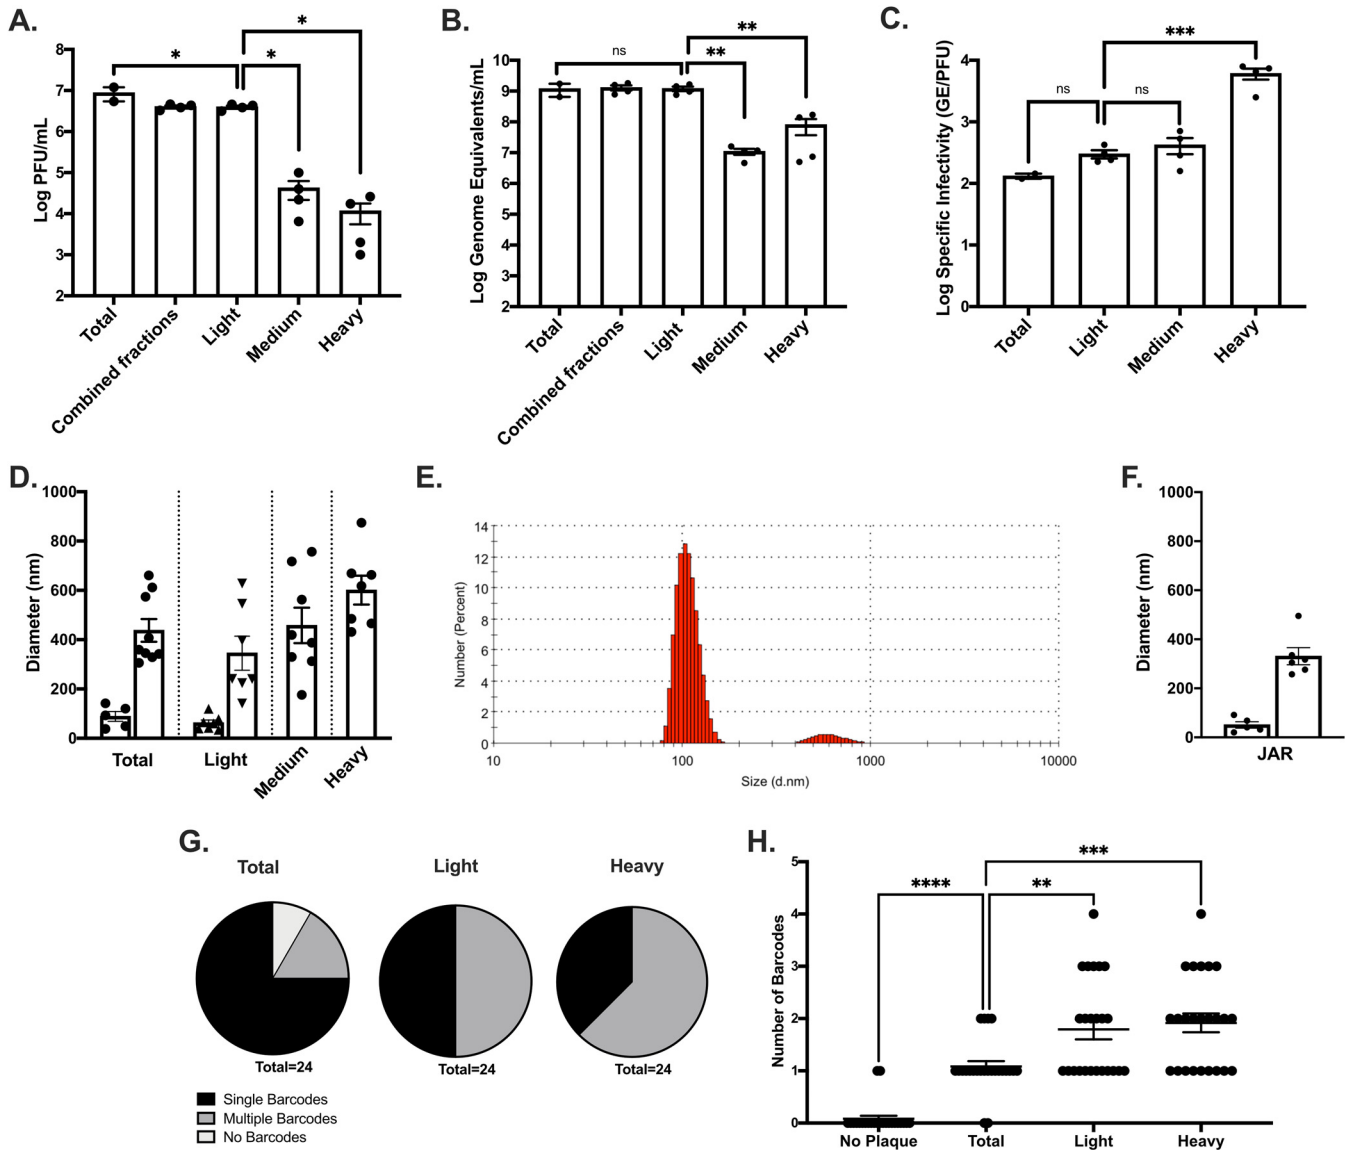 A.
Log PFU/mL
8
7
6
5
4
3
2
*
*
*
Total
Combined fractions
Light
Medium
Heavy
B.
Log Genome Equivalents/mL
10
9
8
7
6
5
4
3
2
ns
**
**
Total
Combined fractions
Light
Medium
Heavy
C.
Log Specific Infectivity (GE/PFU)
4
3
2
1
0
ns
ns
***
Total
Light
Medium
Heavy
D.
Diameter (nm)
1000
800
600
400
200
0
Total
Light
Medium
Heavy
E.
Number (Percent)
14
12
10
8
6
4
2
0
10 100 1000 10000
Size (d.nm)
F.
Diameter (nm)
1000
800
600
400
200
0
JAR
G.
Total
Light
Heavy
Total=24
Total=24
Total=24
Single Barcodes
Multiple Barcodes
No Barcodes
H.
Number of Barcodes
5
4
3
2
1
0
****
**
***
No Plaque
Total
Light
Heavy